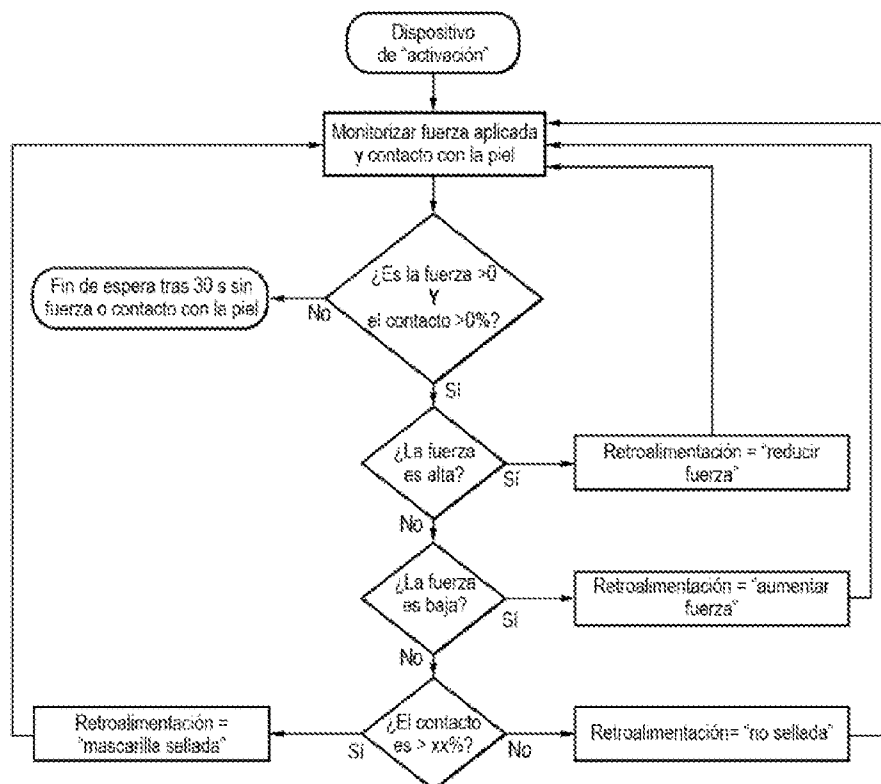 Dispositivo
de "activación"
Monitorizar fuerza aplicada
y contacto con la piel
¿Es la fuerza >0
Y
el contacto >0%?
No
Fin de espera tras 30 s sin
fuerza o contacto con la piel
Sí
¿La fuerza
es alta?
Sí
Retroalimentación = "reducir
fuerza"
No
¿La fuerza
es baja?
Sí
Retroalimentación = "aumentar
fuerza"
No
¿El contacto
es > xx%?
Sí
Retroalimentación =
"mascarilla sellada"
No
Retroalimentación= "no sellada"